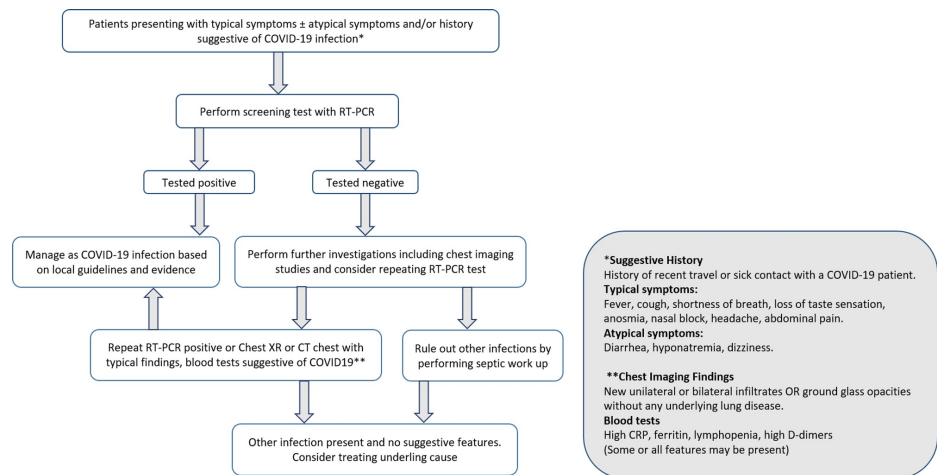 Patients presenting with typical symptoms ± atypical symptoms and/or history
suggestive of COVID-19 infection*
Perform screening test with RT-PCR
Tested positive
Tested negative
Manage as COVID-19 infection based
on local guidelines and evidence
Perform further investigations including chest imaging
studies and consider repeating RT-PCR test
Repeat RT-PCR positive or Chest XR or CT chest with
typical findings, blood tests suggestive of COVID19**
Rule out other infections by
performing septic work up
Other infection present and no suggestive features.
Consider treating underling cause
*Suggestive History
History of recent travel or sick contact with a COVID-19 patient.
Typical symptoms:
Fever, cough, shortness of breath, loss of taste sensation,
anosmia, nasal block, headache, abdominal pain.
Atypical symptoms:
Diarrhea, hyponatremia, dizziness.
**Chest Imaging Findings
New unilateral or bilateral infiltrates OR ground glass opacities
without any underlying lung disease.
Blood tests
High CRP, ferritin, lymphopenia, high D-dimers
(Some or all features may be present)